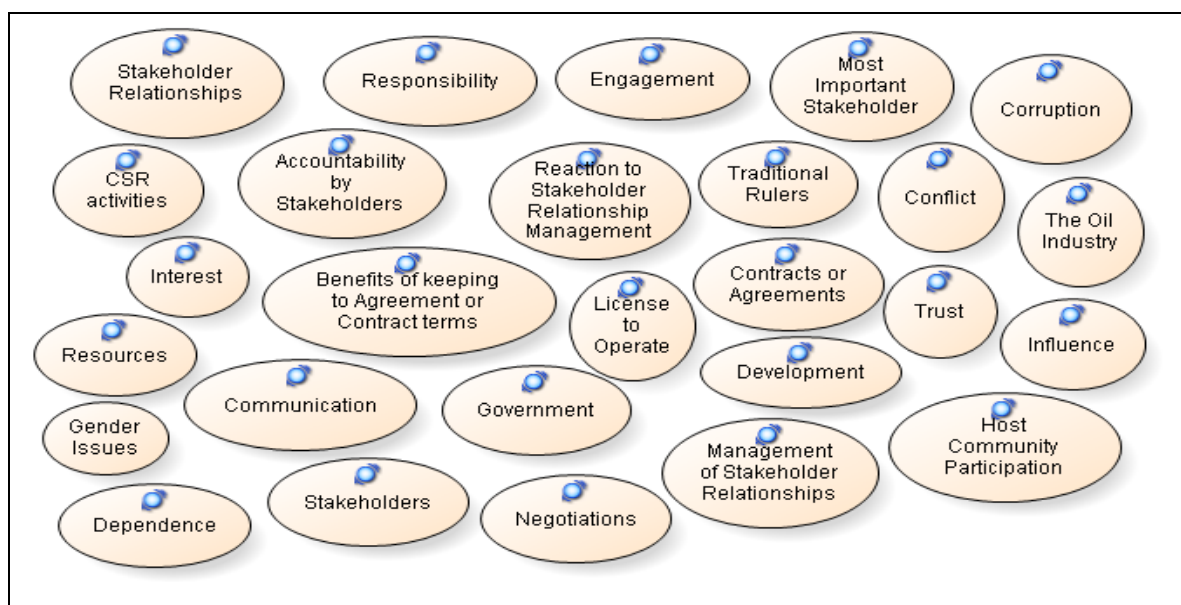 Stakeholder
Relationships
Responsibility
Engagement
Most
Important
Stakeholder
Corruption
CSR
activities
Accountability
by
Stakeholders
Reaction to
Stakeholder
Relationship
Management
Traditional
Rulers
Conflict
The Oil
Industry
Interest
Benefits of keeping
to Agreement or
Contract terms
License
to
Operate
Contracts or
Agreements
Trust
Influence
Resources
Communication
Government
Development
Host
Community
Participation
Gender
Issues
Dependence
Stakeholders
Negotiations
Management
of Stakeholder
Relationships